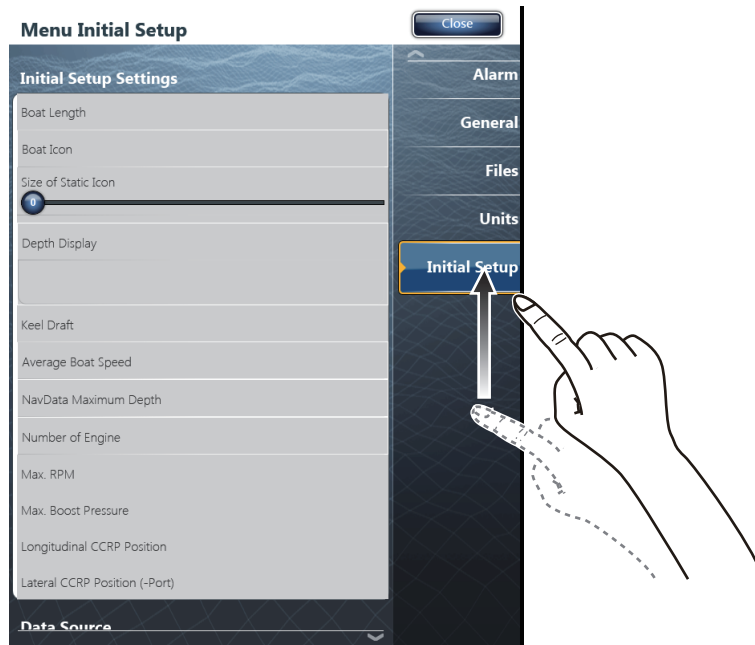 Menu Initial Setup
Close
Initial Setup Settings
Boat Length
Boat Icon
Size of Static Icon
0
Depth Display
Keel Draft
Average Boat Speed
NavData Maximum Depth
Number of Engine
Max. RPM
Max. Boost Pressure
Longitudinal CCRP Position
Lateral CCRP Position (-Port)
Data Source
Alarm
General
Files
Units
Initial Setup